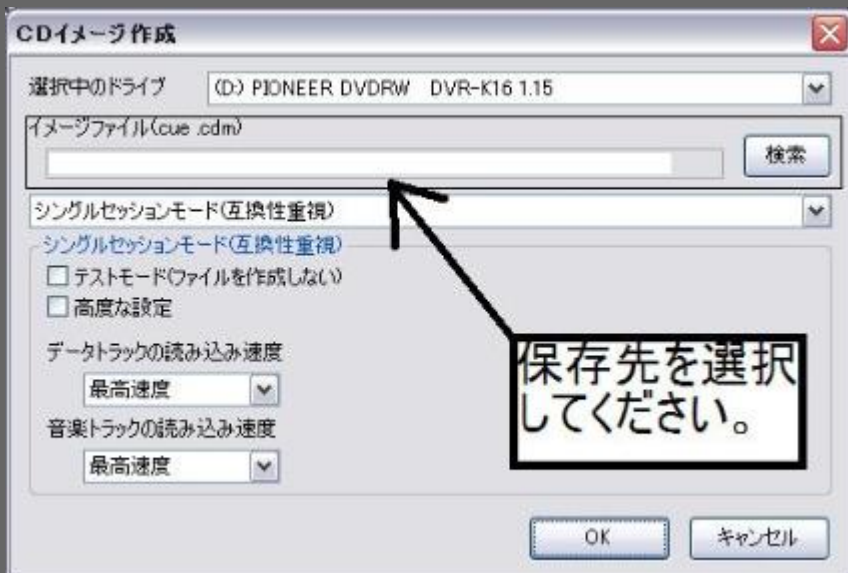 CDイメージ作成
選択中のドライブ (D:) PIONEER DVDRW DVR-K16 1.15
イメージファイル(cue .cdm)
検索
シングルセッションモード(互換性重視)
シングルセッションモード(互換性重視)
テストモード(ファイルを作成しない)
高度な設定
データトラックの読み込み速度
最高速度
音楽トラックの読み込み速度
最高速度
保存先を選択
してください。
OK キャンセル